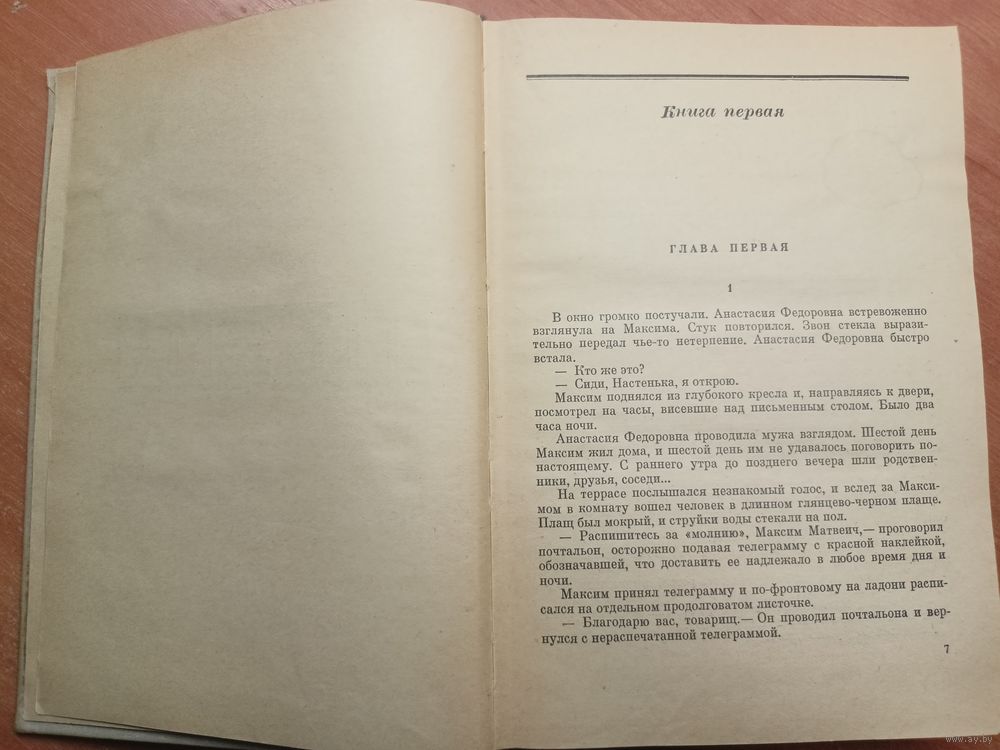 Книга первая
ГЛАВА ПЕРВАЯ
1
В окно громко постучали. Анастасия Федоровна встревоженно
взглянула на Максима. Стук повторился. Звон стекла вырази-
тельно передал чье-то нетерпение. Анастасия Федоровна быстро
встала.
— Кто же это?
— Сиди, Настенька, я открою.
Максим поднялся из глубокого кресла и, направляясь к двери,
посмотрел на часы, висевшие над письменным столом. Было два
часа ночи.
Анастасия Федоровна проводила мужа взглядом. Шестой день
Максим жил дома, и шестой день им не удавалось поговорить по-
настоящему. С раннего утра до позднего вечера шли родствен-
ники, друзья, соседи...
На террасе послышался незнакомый голос, и вслед за Макси-
мом в комнату вошел человек в длинном глянцево-черном плаще.
Плащ был мокрый, и струйки воды стекали на пол.
— Распишитесь за «молнию», Максим Матвеич,— проговорил
почтальон, осторожно подавая телеграмму с красной наклейкой,
обозначавшей, что доставить ее надлежало в любое время дня и
ночи.
Максим принял телеграмму и по-фронтовому на ладони распи-
сался на отдельном продолговатом листочке.
— Благодарю вас, товарищ.— Он проводил почтальона и вер-
нулся с нераспечатанной телеграммой.
7
www.ay.by